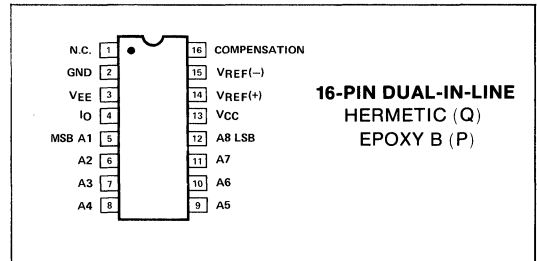 N.C. 1 16 COMPENSATION
GND 2 15 VREF(−)
VEE 3 14 VREF(+)
IO 4 13 VCC
MSB A1 5 12 A8 LSB
A2 6 11 A7
A3 7 10 A6
A4 8 9 A5
16-PIN DUAL-IN-LINE
HERMETIC (Q)
EPOXY B (P)